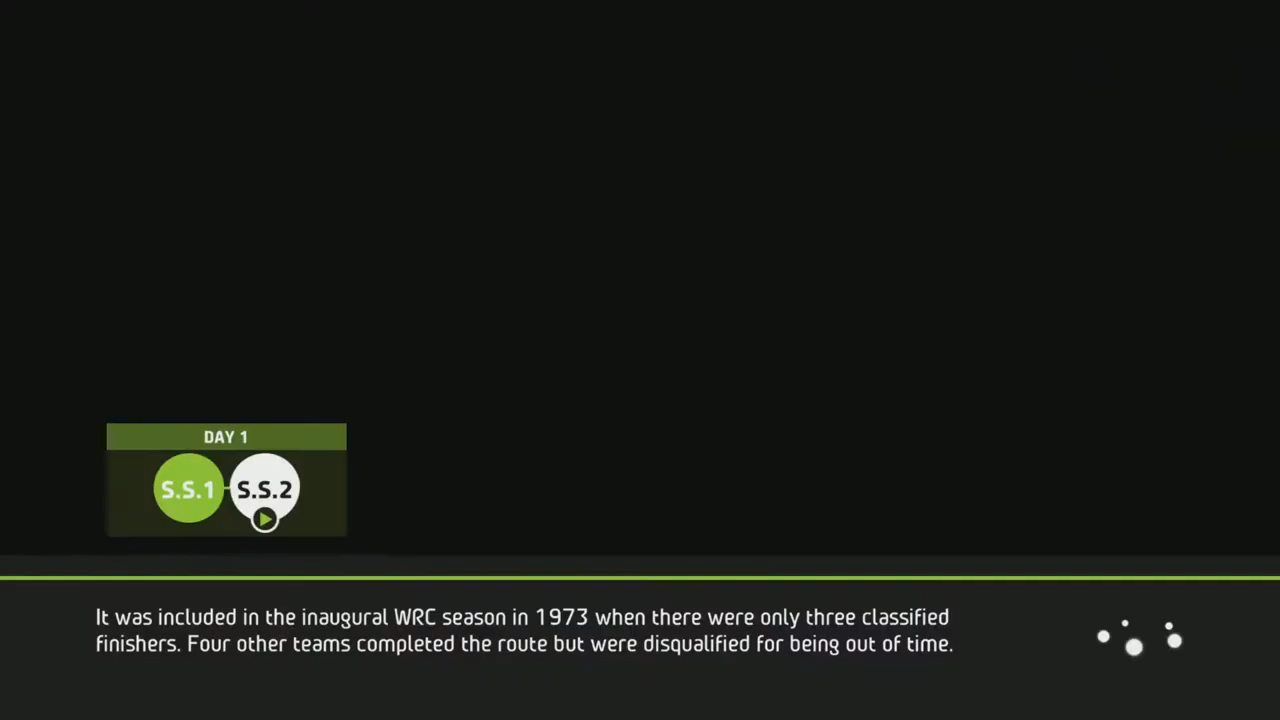 DAY 1
S.S.1 S.S.2
It was included in the inaugural WRC season in 1973 when there were only three classified
finishers. Four other teams completed the route but were disqualified for being out of time.